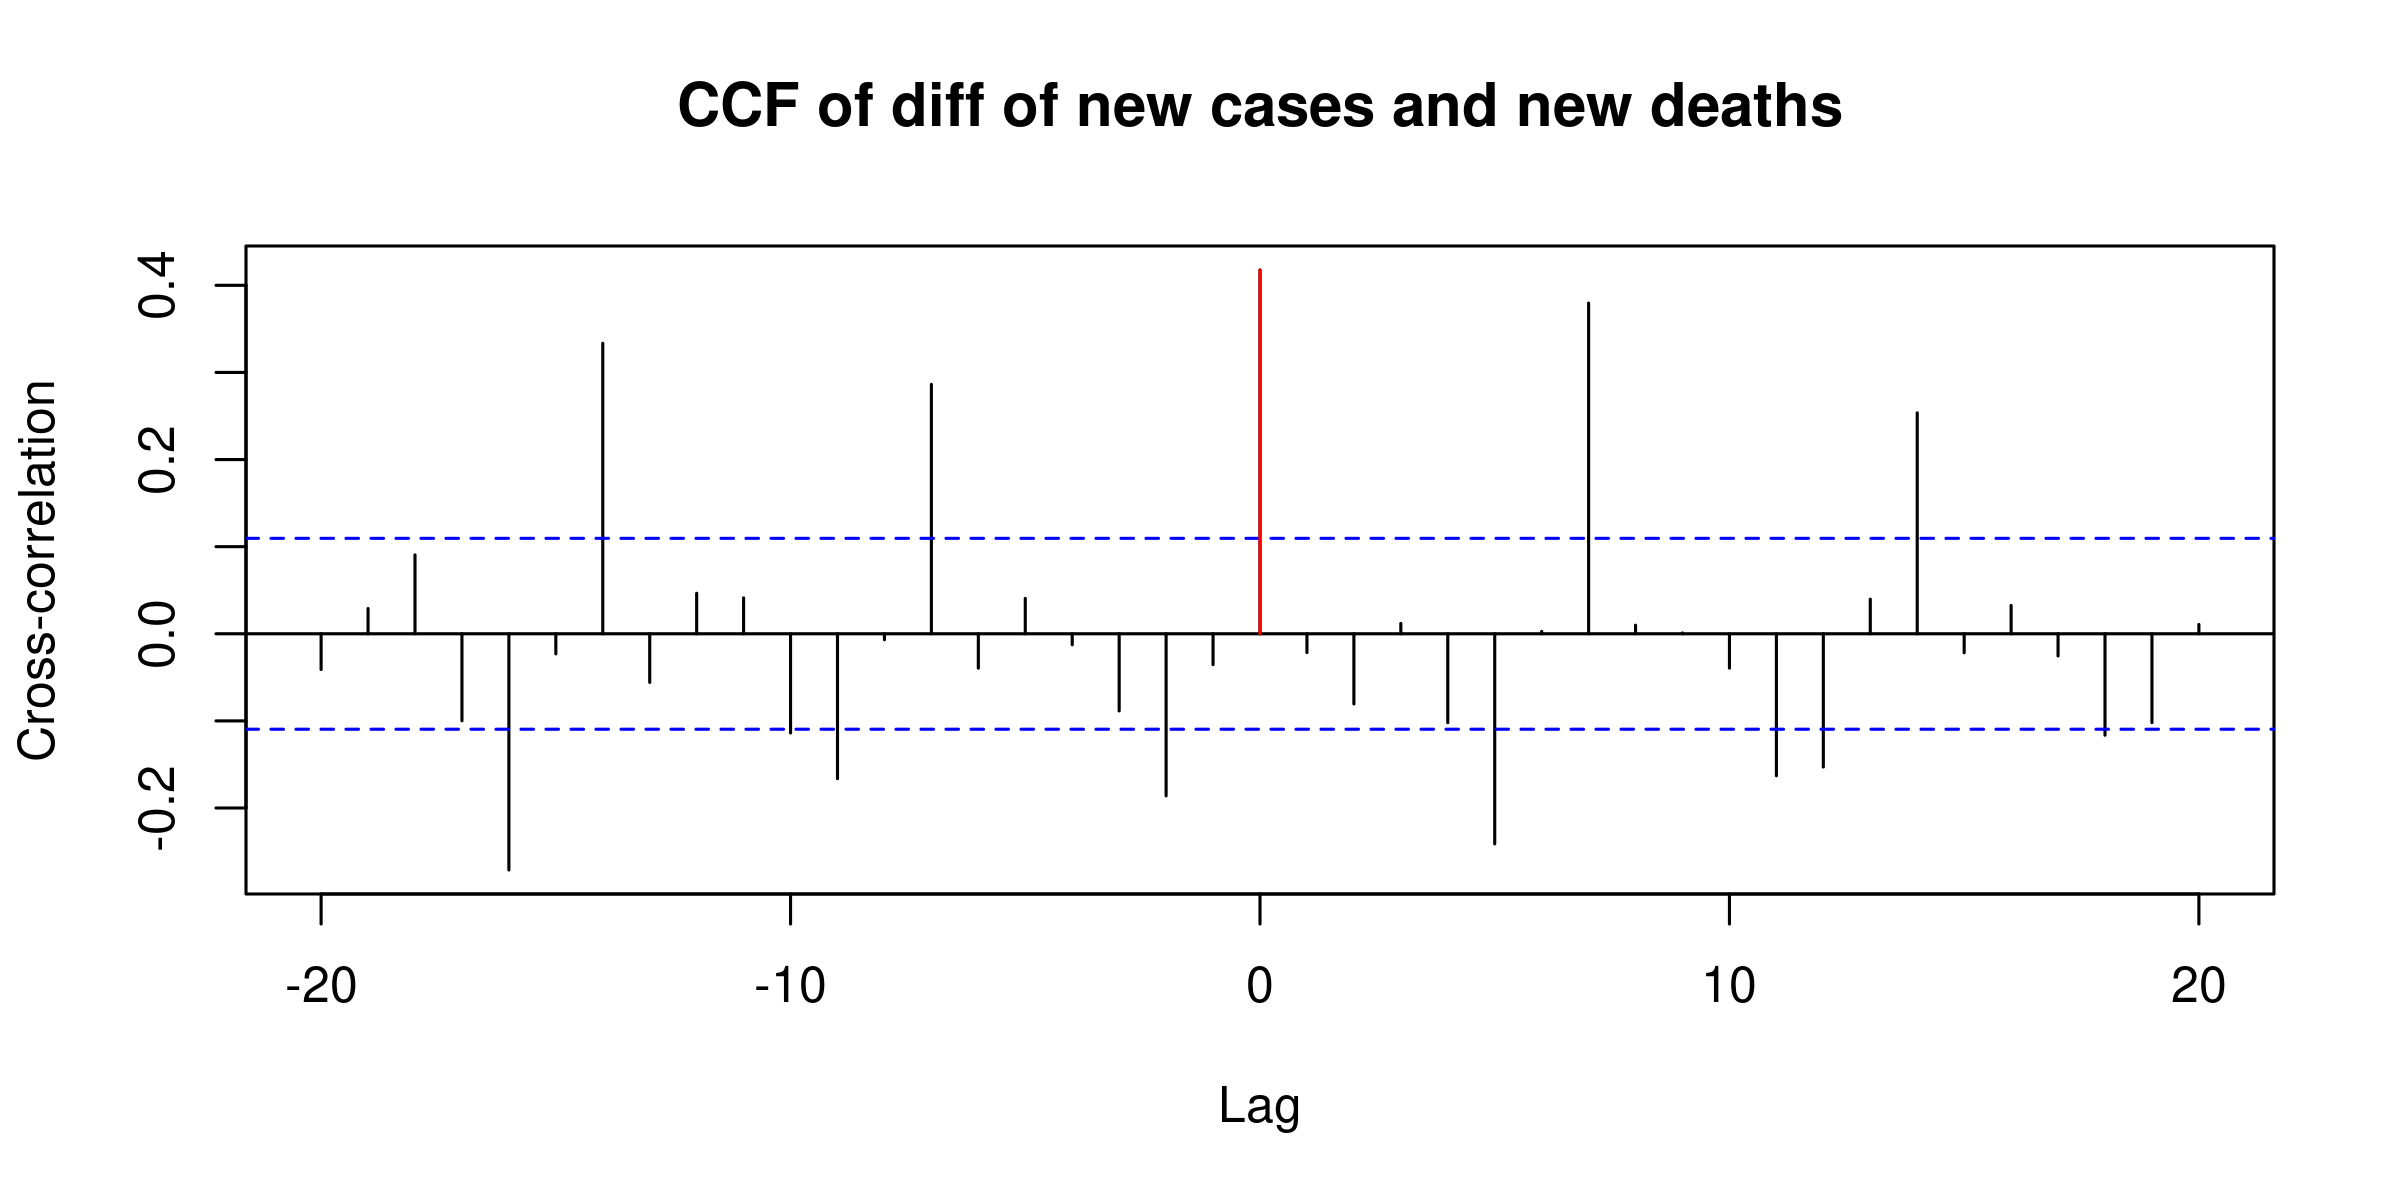 CCF of diff of new cases and new deaths
Cross-correlation
0.4
0.2
0.0
-0.2
-20 -10 0 10 20
Lag